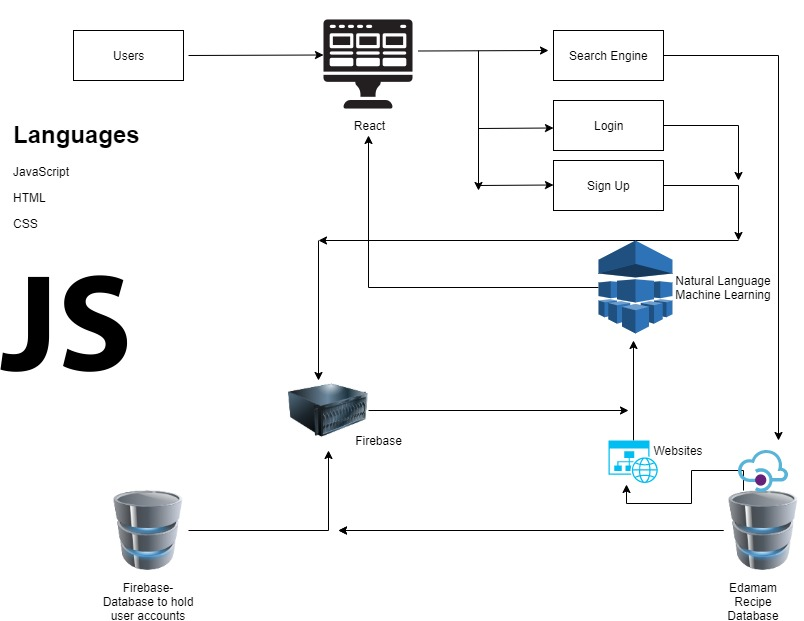 Users
React
Search Engine
Login
Sign Up
Languages
JavaScript
HTML
CSS
JS
Natural Language
Machine Learning
Firebase
Websites
Firebase-
Database to hold
user accounts
Edamam
Recipe
Database